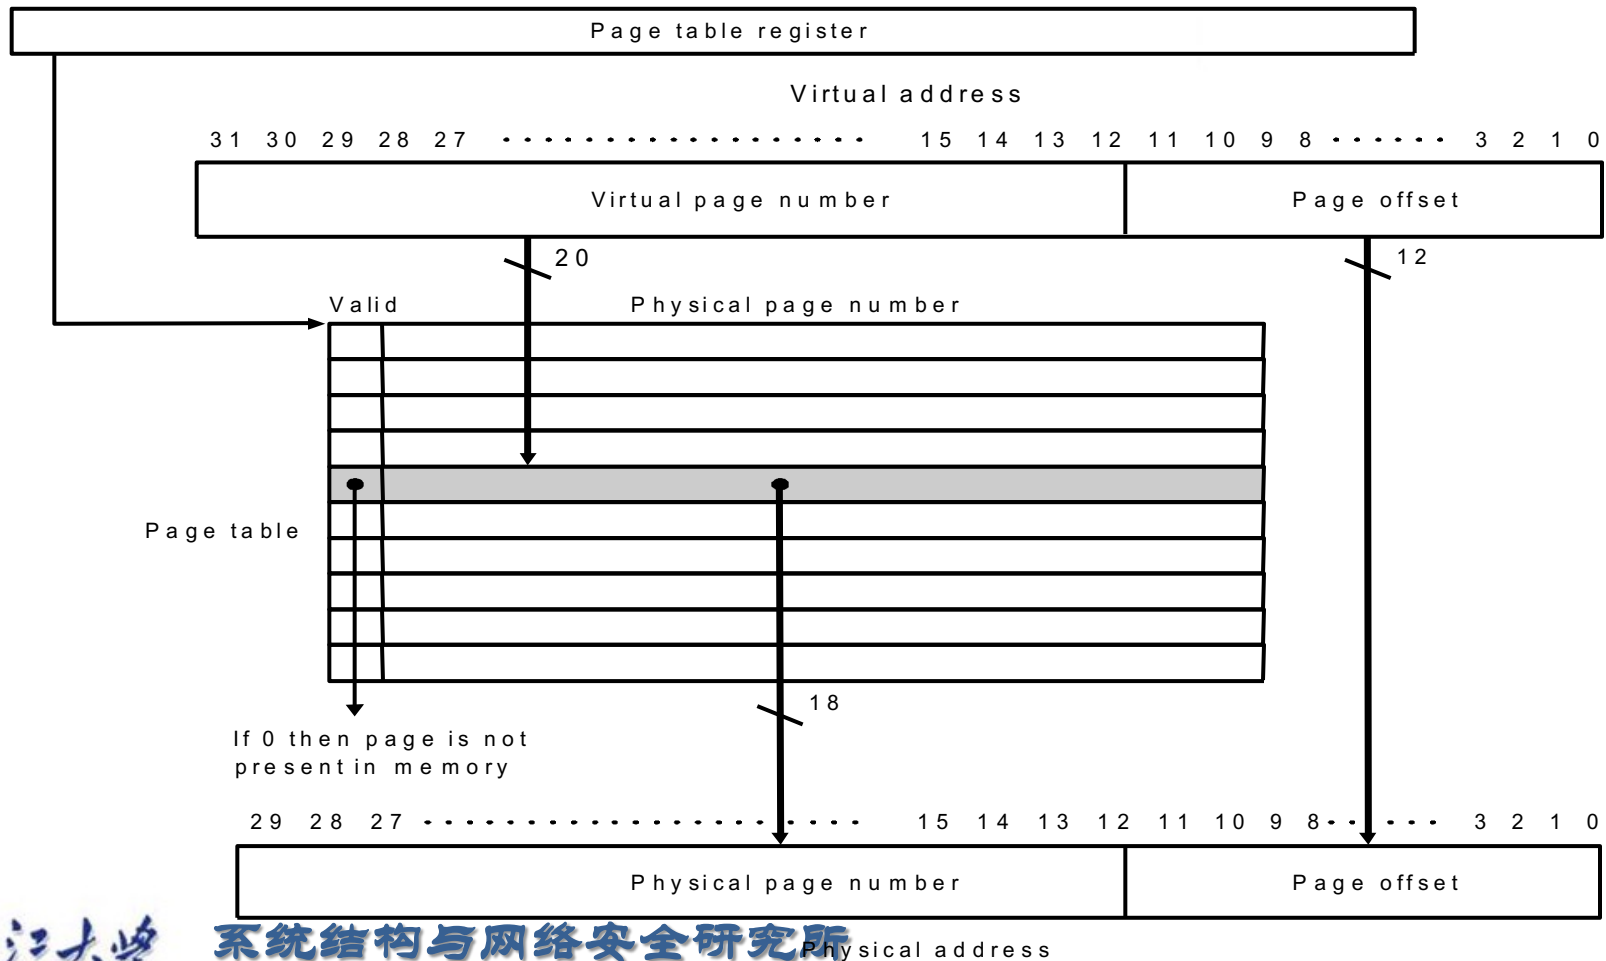 Page table register
Virtual address
31 30 29 28 27 ................... 15 14 13 12 11 10 9 8 ...... 3 2 1 0
Virtual page number Page offset
20 12
Valid Physical page number
Page table
18
If 0 then page is not
present in memory
29 28 27 ...................... 15 14 13 12 11 10 9 8 ...... 3 2 1 0
Physical page number Page offset
江大学 系统结构与网络安全研究所
Physical address